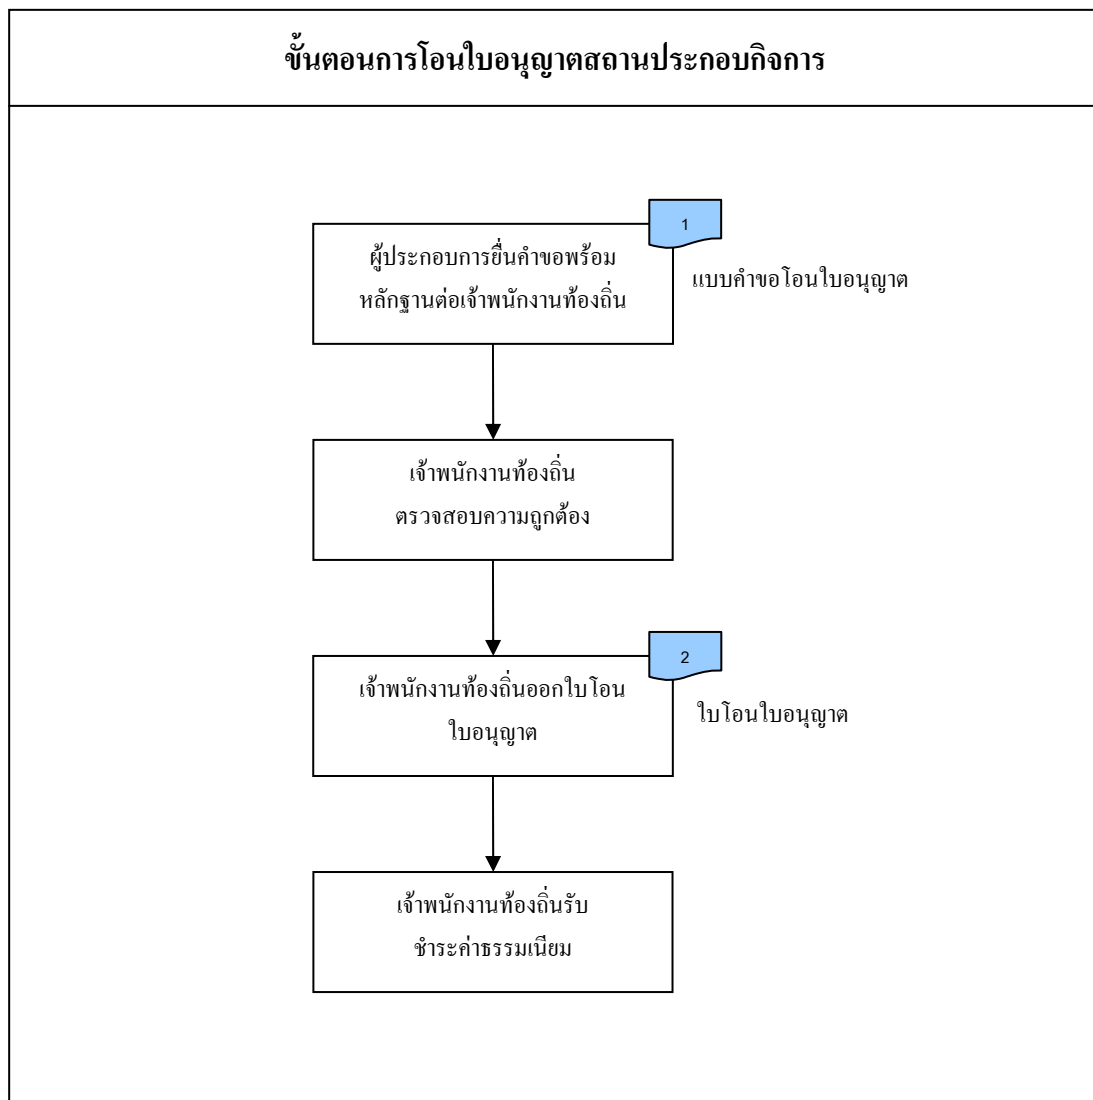 ขั้นตอนการโอนใบอนุญาตสถานประกอบกิจการ
1
ผู้ประกอบการยื่นคำขอพร้อม
หลักฐานต่อเจ้าพนักงานท้องถิ่น
แบบคำขอโอนใบอนุญาต
เจ้าพนักงานท้องถิ่น
ตรวจสอบความถูกต้อง
2
เจ้าพนักงานท้องถิ่นออกใบโอน
ใบอนุญาต
ใบโอนใบอนุญาต
เจ้าพนักงานท้องถิ่นรับ
ชำระค่าธรรมเนียม